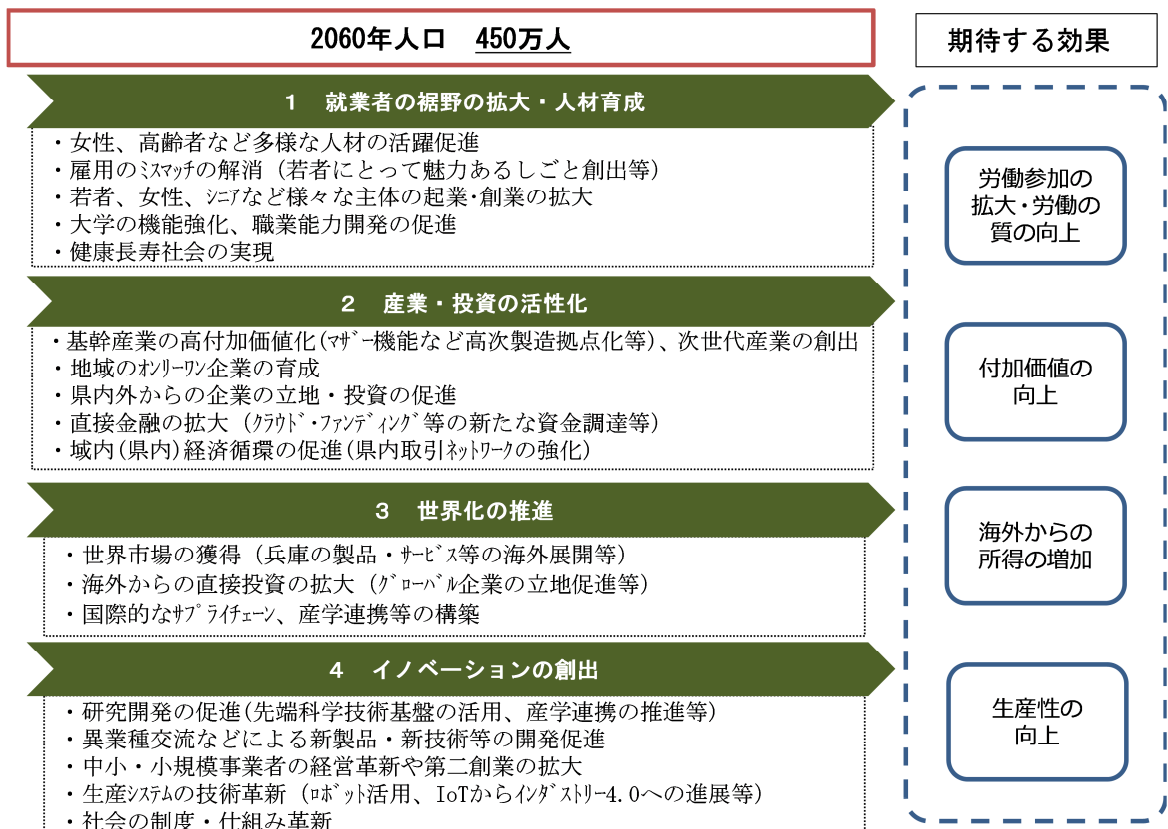 2060年人口　450万人
期待する効果
１　就業者の裾野の拡大・人材育成
・女性、高齢者など多様な人材の活躍促進
・雇用のﾐｽﾏｯﾁの解消（若者にとって魅力あるしごと創出等）
・若者、女性、ｼﾆｱなど様々な主体の起業・創業の拡大
・大学の機能強化、職業能力開発の促進
・健康長寿社会の実現
労働参加の
拡大・労働の
質の向上
２　産業・投資の活性化
・基幹産業の高付加価値化(ﾏｻﾞｰ機能など高次製造拠点化等)、次世代産業の創出
・地域のｵﾝﾘｰﾜﾝ企業の育成
・県内外からの企業の立地・投資の促進
・直接金融の拡大（ｸﾗｳﾄﾞ・ﾌｧﾝﾃﾞｨﾝｸﾞ等の新たな資金調達等）
・域内(県内)経済循環の促進(県内取引ﾈｯﾄﾜｰｸの強化)
付加価値の
向上
３　世界化の推進
・世界市場の獲得（兵庫の製品・ｻｰﾋﾞｽ等の海外展開等）
・海外からの直接投資の拡大（ｸﾞﾛｰﾊﾞﾙ企業の立地促進等）
・国際的なｻﾌﾟﾗｲﾁｪｰﾝ、産学連携等の構築
海外からの
所得の増加
４　イノベーションの創出
・研究開発の促進(先端科学技術基盤の活用、産学連携の推進等)
・異業種交流などによる新製品・新技術等の開発促進
・中小・小規模事業者の経営革新や第二創業の拡大
・生産ｼｽﾃﾑの技術革新（ﾛﾎﾞｯﾄ活用、IoTからｲﾝﾀﾞｽﾄﾘｰ4.0への進展等）
・社会の制度・仕組み革新
生産性の
向上